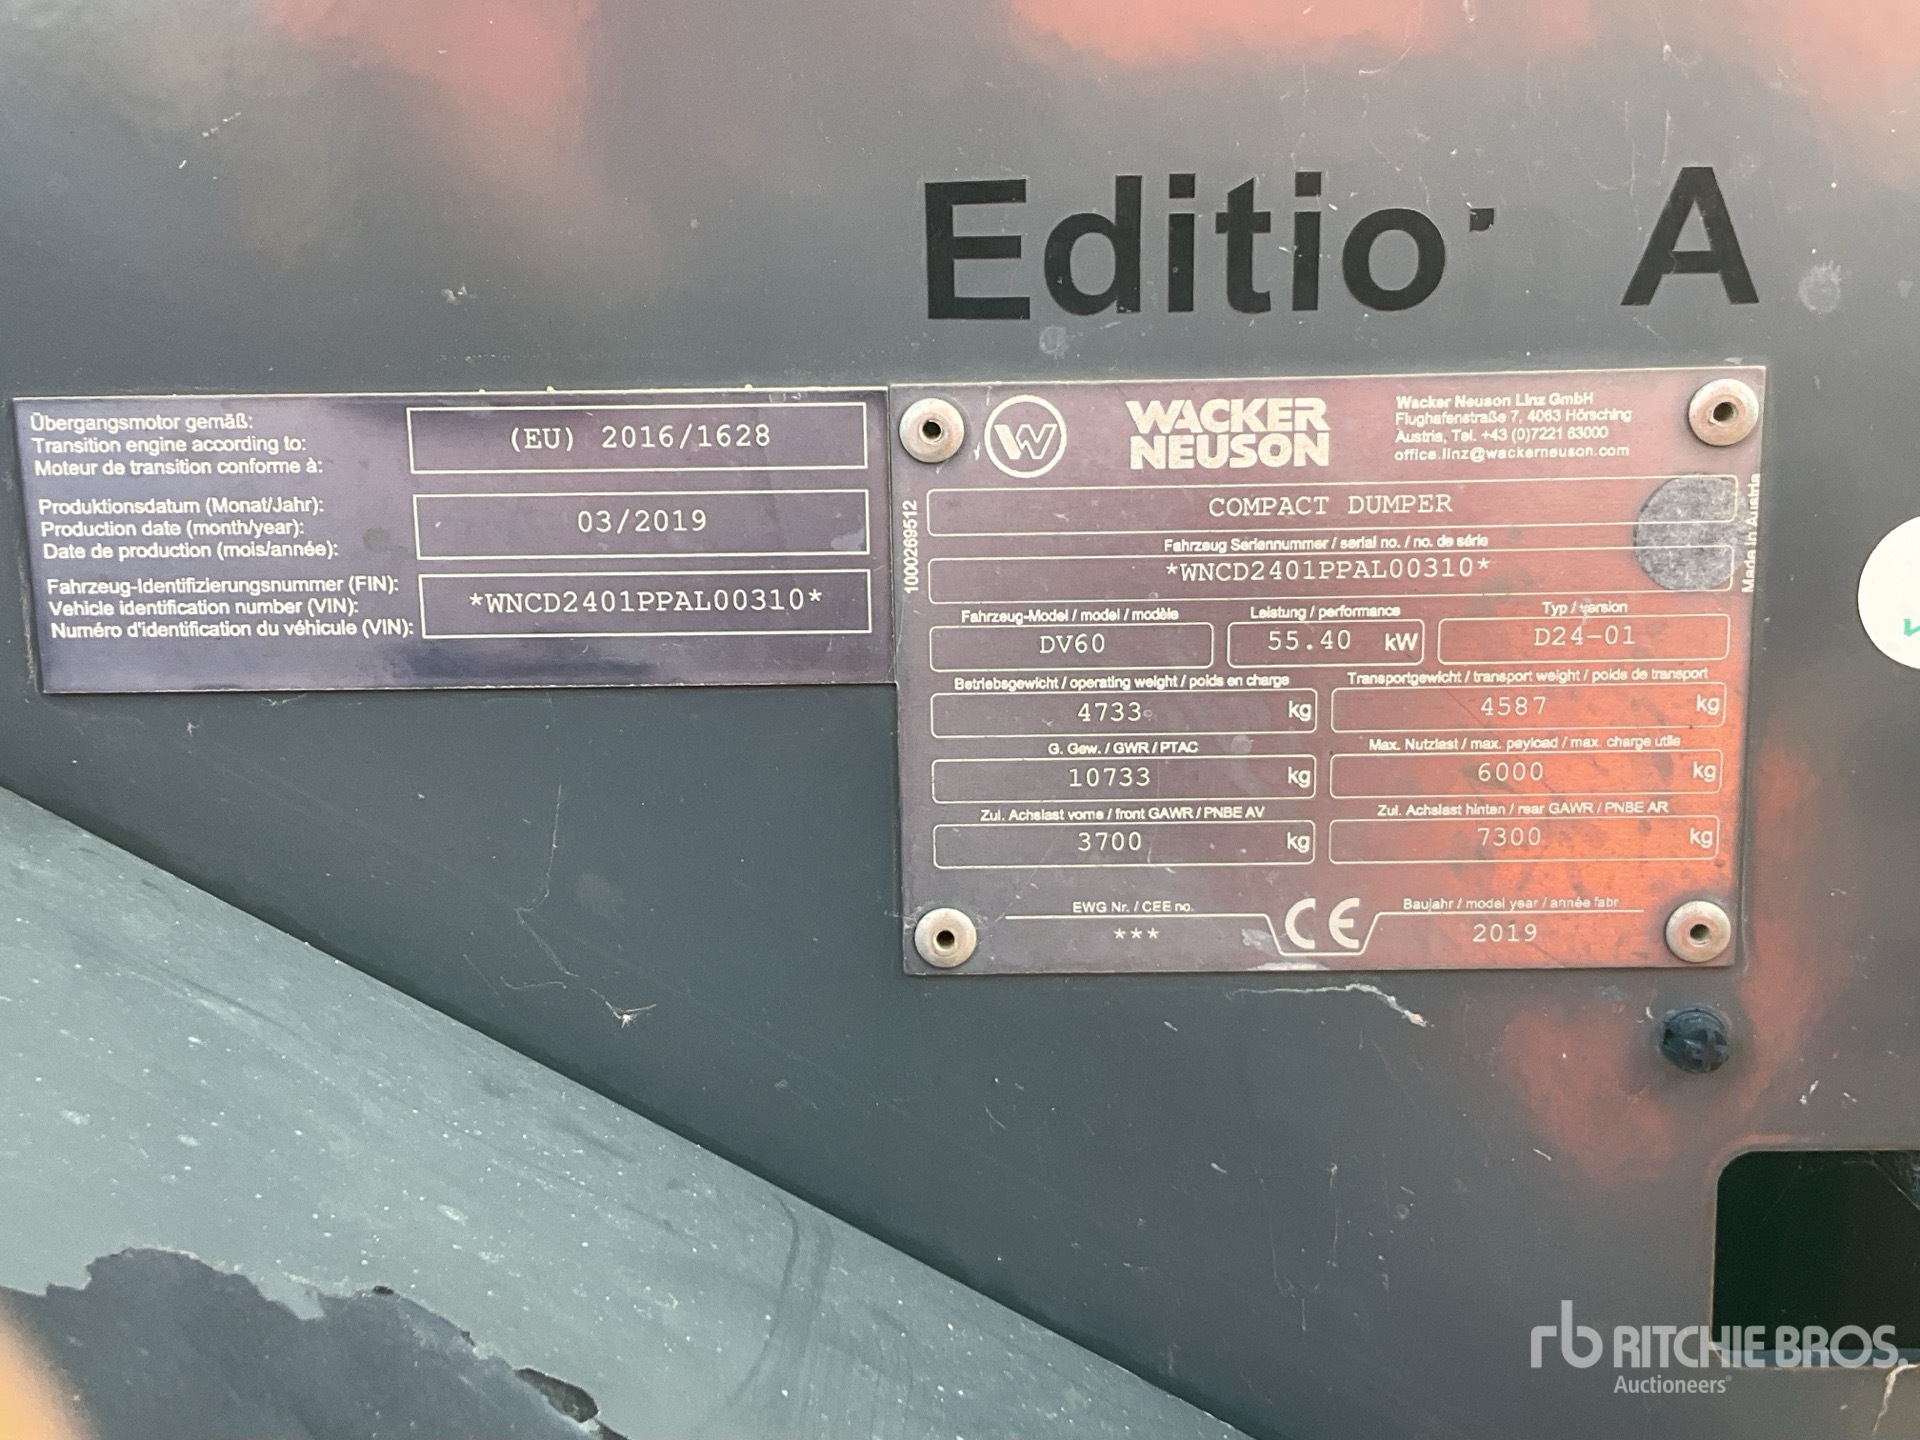 Editio A
Übergangsmotor gemäß:
Transition engine according to:
Moteur de transition conforme à:
(EU) 2016/1628
Produktionsdatum (Monat/Jahr):
Production date (month/year):
Date de production (mois/année):
03/2019
Fahrzeug-Identifizierungsnummer (FIN):
Vehicle identification number (VIN):
Numéro d'identification du véhicule (VIN):
*WNCD2401PPAL00310*
WACKER
NEUSON
Wacker Neuson Linz GmbH
Flughafenstraße 7, 4063 Hörsching
Austria, Tel. +43 (0)7221 63000
office.linz@wackerneuson.com
1000269512
Made in Austria
COMPACT DUMPER
Fahrzeug Seriennummer / serial no. / no. de série
*WNCD2401PPAL00310*
Fahrzeug-Model / model / modèle
DV60
Leistung / performance
55.40 kW
Typ / version
D24-01
Betriebsgewicht / operating weight / poids en charge
4733 kg
Transportgewicht / transport weight / poids de transport
4587 kg
G. Gew. / GWR / PTAC
10733 kg
Max. Nutzlast / max. payload / max. charge utile
6000 kg
Zul. Achslast vorne / front GAWR / PNBE AV
3700 kg
Zul. Achslast hinten / rear GAWR / PNBE AR
7300 kg
EWG Nr. / CEE no.
***
CE
Baujahr / model year / année fabr
2019
rb RITCHIE BROS.
Auctioneers